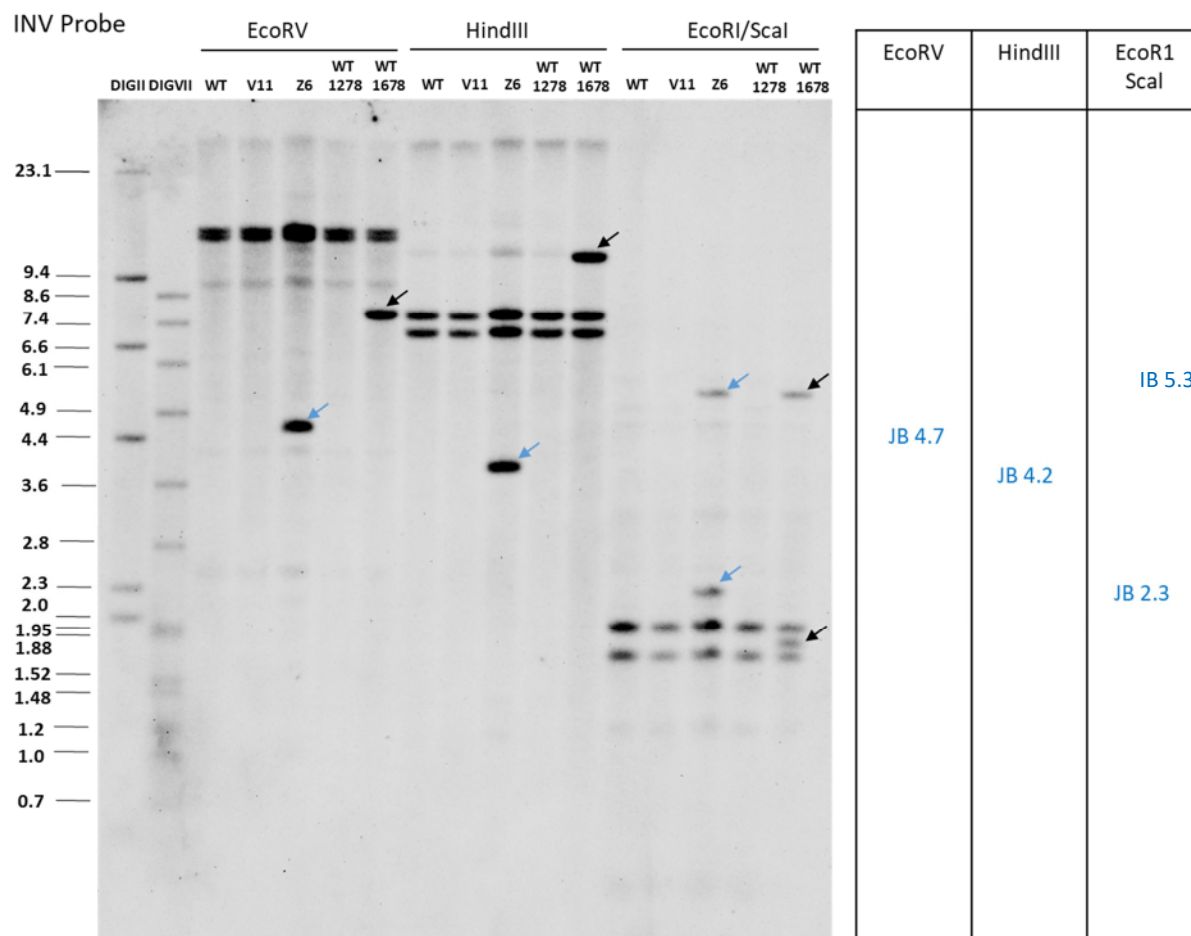 INV Probe
EcoRV
HindIII
EcoRI/ScaI
DIGII DIGVII WT V11 Z6 WT 1278 WT 1678 WT V11 Z6 WT 1278 WT 1678 WT V11 Z6 WT 1278 WT 1678
23.1
9.4
8.6
7.4
6.6
6.1
4.9
4.4
3.6
2.8
2.3
2.0
1.95
1.88
1.52
1.48
1.2
1.0
0.7
EcoRV
HindIII
EcoR1
ScaI
IB 5.3
JB 4.7
JB 4.2
JB 2.3